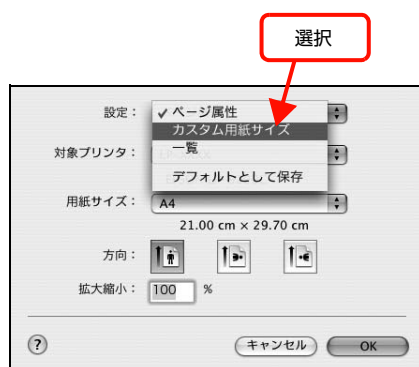 選択
設定：
✓ ページ属性
カスタム用紙サイズ
一覧
デフォルトとして保存
対象プリンタ：
用紙サイズ：
A4
21.00 cm × 29.70 cm
方向：
拡大縮小：
100 %
?
キャンセル
OK